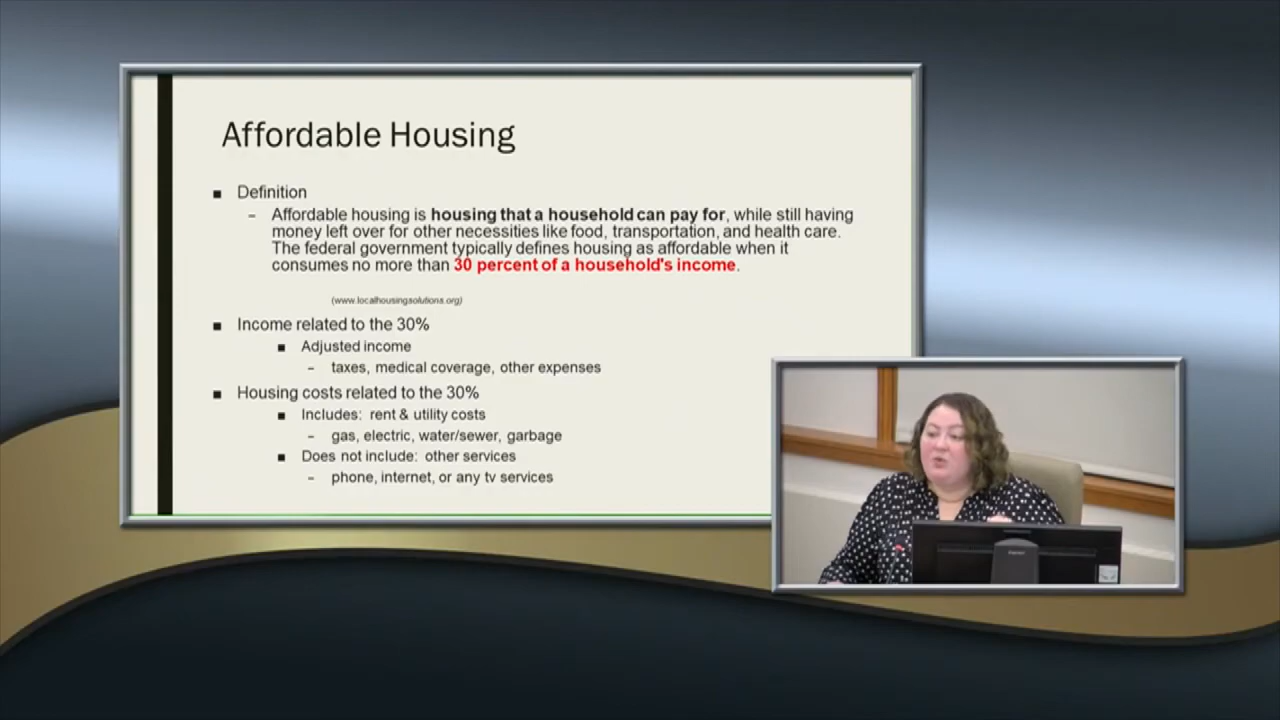 Affordable Housing
■ Definition
– Affordable housing is housing that a household can pay for, while still having
money left over for other necessities like food, transportation, and health care.
The federal government typically defines housing as affordable when it
consumes no more than 30 percent of a household's income.
(www.localhousingsolutions.org)
■ Income related to the 30%
■ Adjusted income
– taxes, medical coverage, other expenses
■ Housing costs related to the 30%
■ Includes: rent & utility costs
– gas, electric, water/sewer, garbage
■ Does not include: other services
– phone, internet, or any tv services